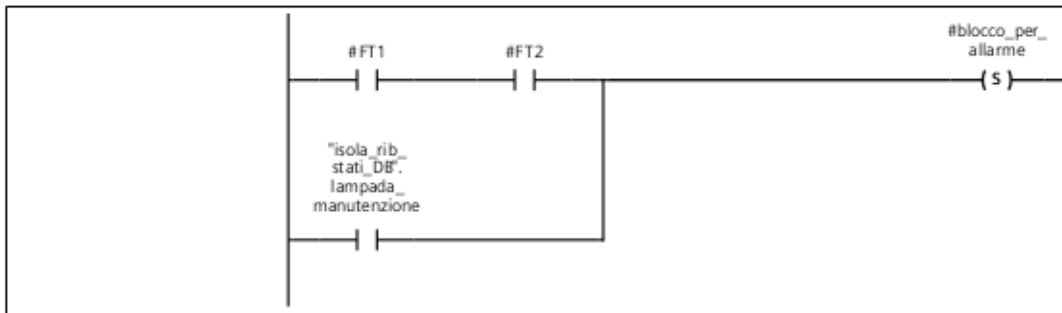 #blocco_per_
allarme
#FT1
#FT2
( S )
"isola_rib_
stati_DB".
lampada_
manutenzione